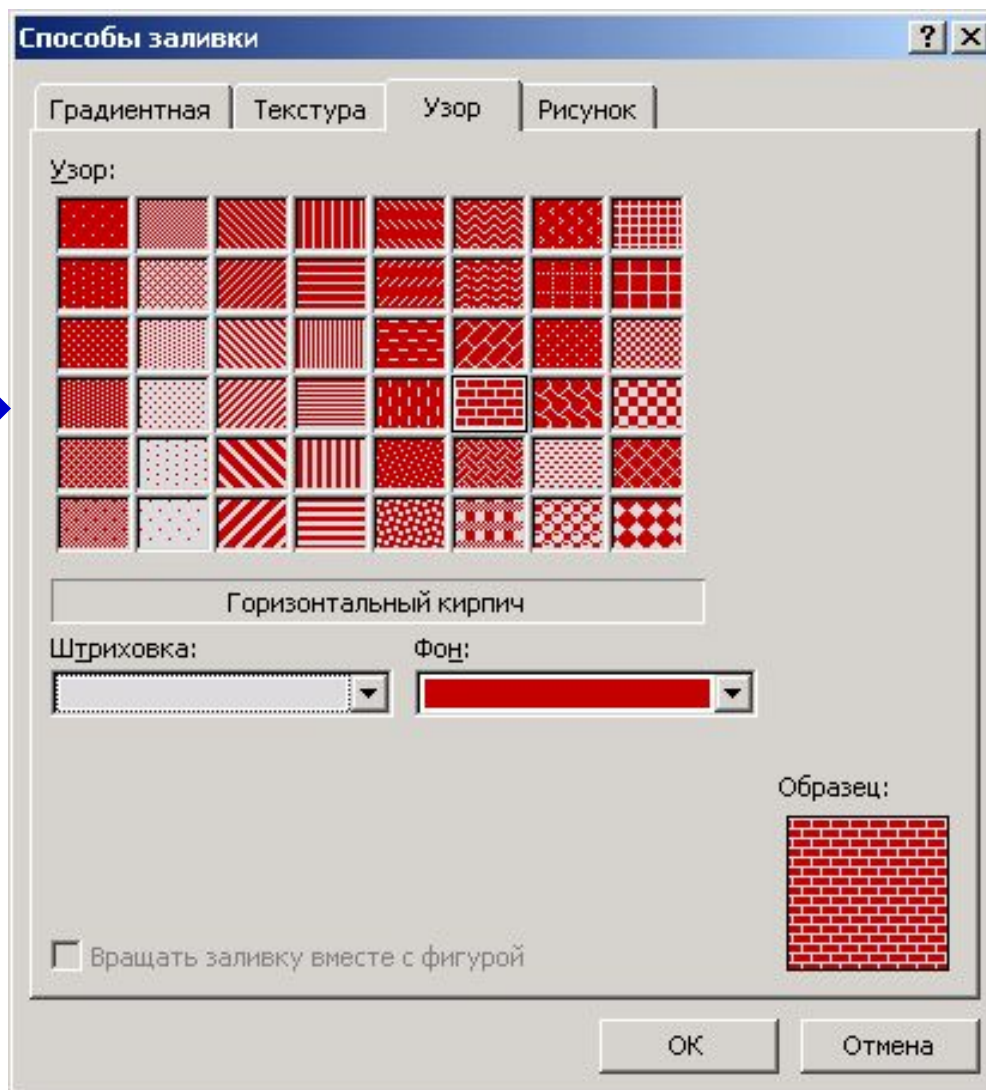 Способы заливки
Градиентная Текстура Узор Рисунок
Узор:
Горизонтальный кирпич
Штриховка: Фон:
Образец:
Вращать заливку вместе с фигурой
ОК Отмена